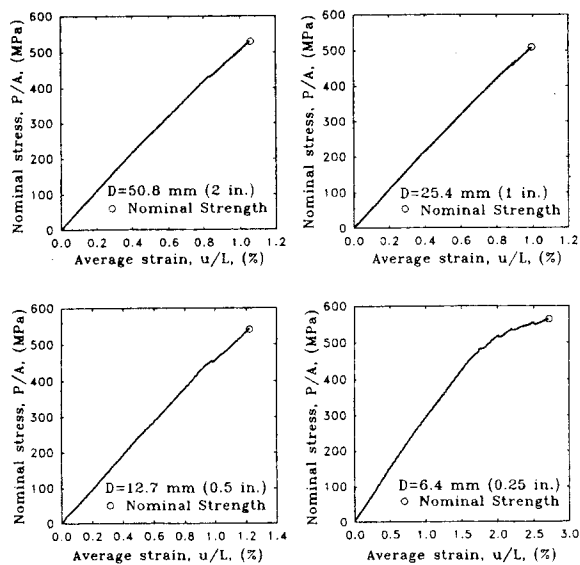 600
500
400
300
200
100
0
Nominal stress, P/A, (MPa)
D=50.8 mm (2 in.)
○ Nominal Strength
0.0 0.2 0.4 0.6 0.8 1.0 1.2
Average strain, u/L, (%)
600
500
400
300
200
100
0
Nominal stress, P/A, (MPa)
D=25.4 mm (1 in.)
○ Nominal Strength
0.0 0.2 0.4 0.6 0.8 1.0 1.2
Average strain, u/L, (%)
600
500
400
300
200
100
0
Nominal stress, P/A, (MPa)
D=12.7 mm (0.5 in.)
○ Nominal Strength
0.0 0.2 0.4 0.6 0.8 1.0 1.2 1.4
Average strain, u/L, (%)
600
500
400
300
200
100
0
Nominal stress, P/A, (MPa)
D=6.4 mm (0.25 in.)
○ Nominal Strength
0.0 0.5 1.0 1.5 2.0 2.5 3.0
Average strain, u/L, (%)